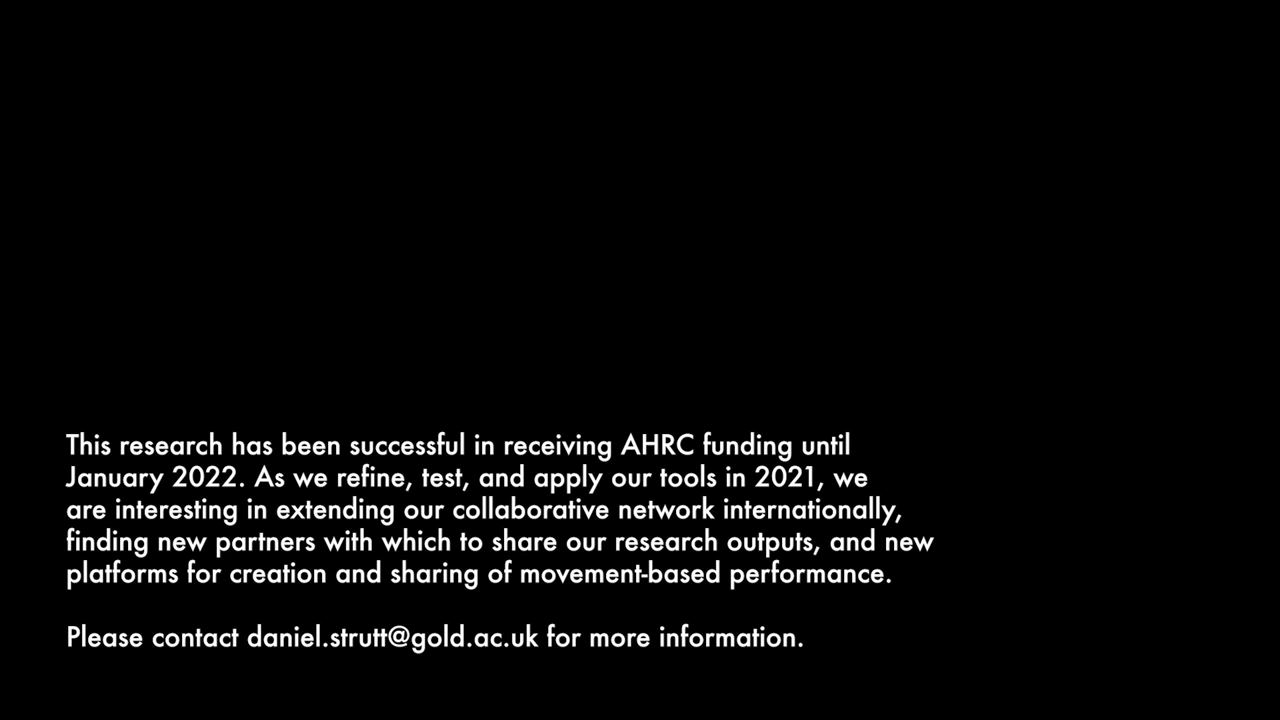 This research has been successful in receiving AHRC funding until
January 2022. As we refine, test, and apply our tools in 2021, we
are interesting in extending our collaborative network internationally,
finding new partners with which to share our research outputs, and new
platforms for creation and sharing of movement-based performance.
Please contact daniel.strutt@gold.ac.uk for more information.